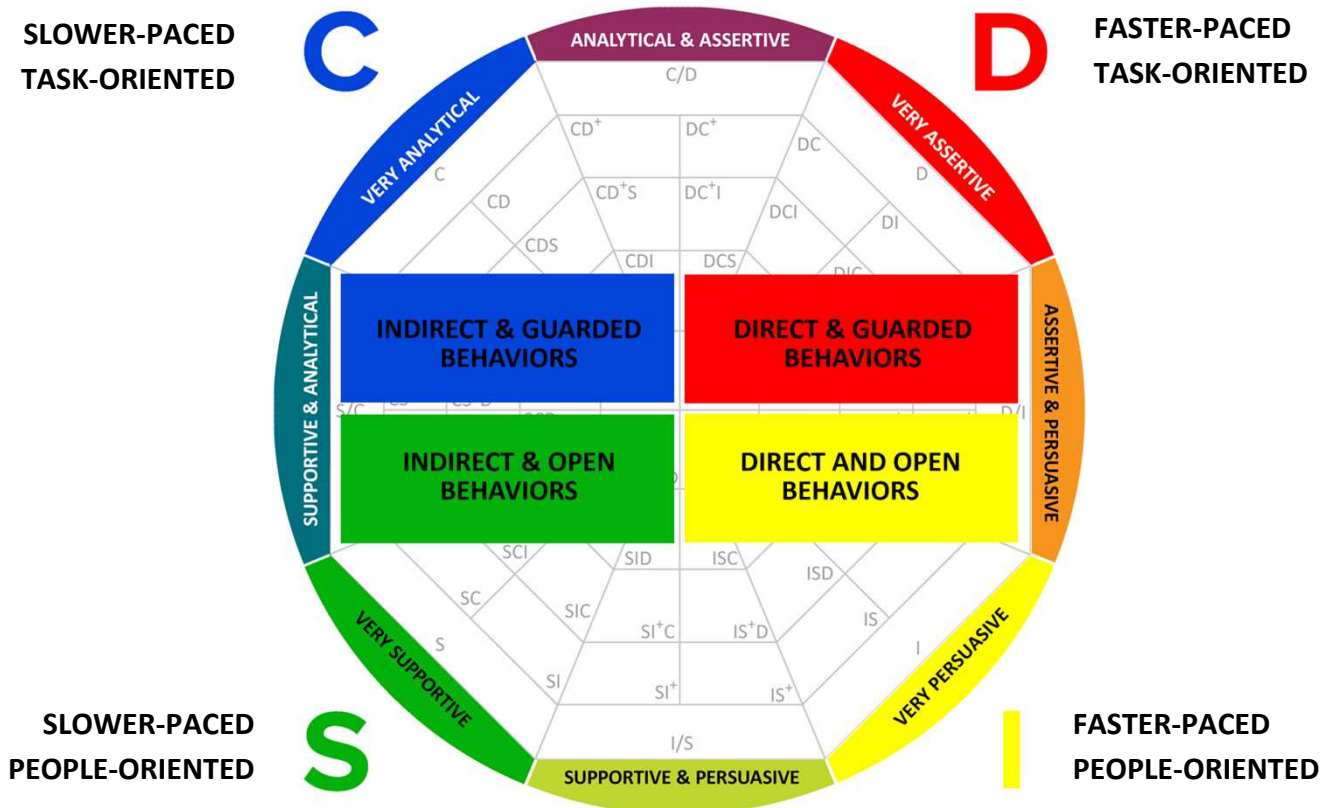 SLOWER-PACED
TASK-ORIENTED
C
ANALYTICAL & ASSERTIVE
D
FASTER-PACED
TASK-ORIENTED
C/D
VERY ANALYTICAL
VERY ASSERTIVE
CD+
DC+
DC
C
D
CD
CD+S
DC+I
DCI
DI
CDS
CDI
DCS
DIC
SUPPORTIVE & ANALYTICAL
INDIRECT & GUARDED
BEHAVIORS
DIRECT & GUARDED
BEHAVIORS
ASSERTIVE & PERSUASIVE
S/C
D/I
INDIRECT & OPEN
BEHAVIORS
DIRECT AND OPEN
BEHAVIORS
SCI
SID
ISC
ISD
SC
SIC
IS
S
SI+C
IS+D
I
VERY SUPPORTIVE
VERY PERSUASIVE
SI
SI+
IS+
SLOWER-PACED
PEOPLE-ORIENTED
S
I/S
SUPPORTIVE & PERSUASIVE
I
FASTER-PACED
PEOPLE-ORIENTED